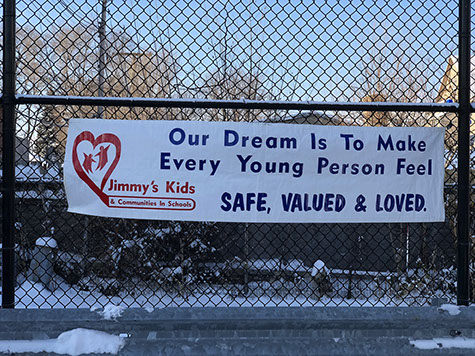 Our Dream Is To Make
Every Young Person Feel
SAFE, VALUED & LOVED.
Jimmy's Kids
& Communities In Schools